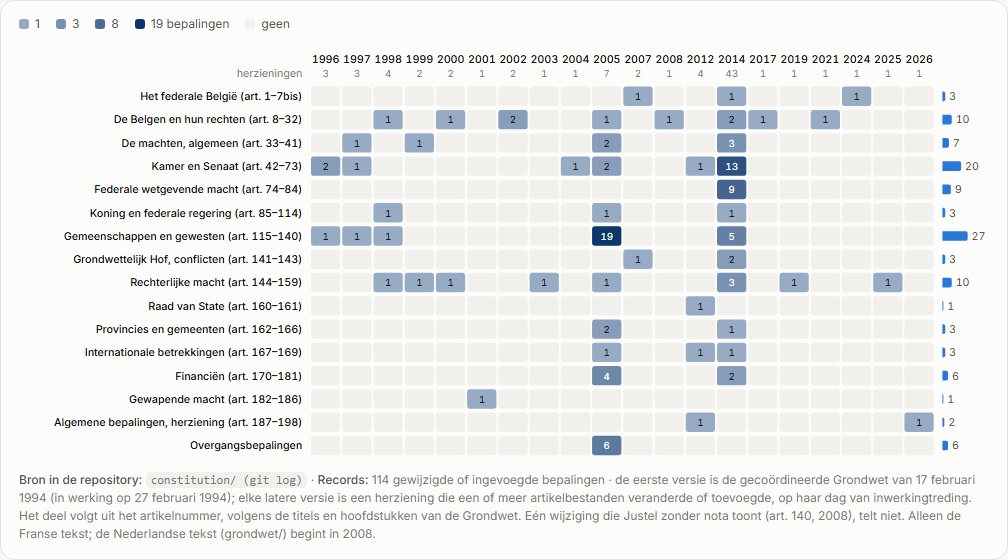 1 3 8 19 bepalingen geen
1996 1997 1998 1999 2000 2001 2002 2003 2004 2005 2007 2008 2012 2014 2017 2019 2021 2024 2025 2026
herzieningen 3 3 4 2 2 1 2 1 1 7 2 1 4 43 1 1 1 1 1 1
Het federale België (art. 1–7bis) 1 1 1 3
De Belgen en hun rechten (art. 8–32) 1 1 2 1 1 2 1 1 10
De machten, algemeen (art. 33–41) 1 1 2 3 7
Kamer en Senaat (art. 42–73) 2 1 1 2 1 13 20
Federale wetgevende macht (art. 74–84) 9 9
Koning en federale regering (art. 85–114) 1 1 1 3
Gemeenschappen en gewesten (art. 115–140) 1 1 1 19 5 27
Grondwettelijk Hof, conflicten (art. 141–143) 1 2 3
Rechterlijke macht (art. 144–159) 1 1 1 1 1 3 1 1 10
Raad van State (art. 160–161) 1 1
Provincies en gemeenten (art. 162–166) 2 1 3
Internationale betrekkingen (art. 167–169) 1 1 1 3
Financiën (art. 170–181) 4 2 6
Gewapende macht (art. 182–186) 1 1
Algemene bepalingen, herziening (art. 187–198) 1 1 2
Overgangsbepalingen 6 6
Bron in de repository: constitution/ (git log) · Records: 114 gewijzigde of ingevoegde bepalingen · de eerste versie is de gecoördineerde Grondwet van 17 februari
1994 (in werking op 27 februari 1994); elke latere versie is een herziening die een of meer artikelbestanden veranderde of toevoegde, op haar dag van inwerkingtreding.
Het deel volgt uit het artikelnummer, volgens de titels en hoofdstukken van de Grondwet. Eén wijziging die Justel zonder nota toont (art. 140, 2008), telt niet. Alleen de
Franse tekst; de Nederlandse tekst (grondwet/) begint in 2008.